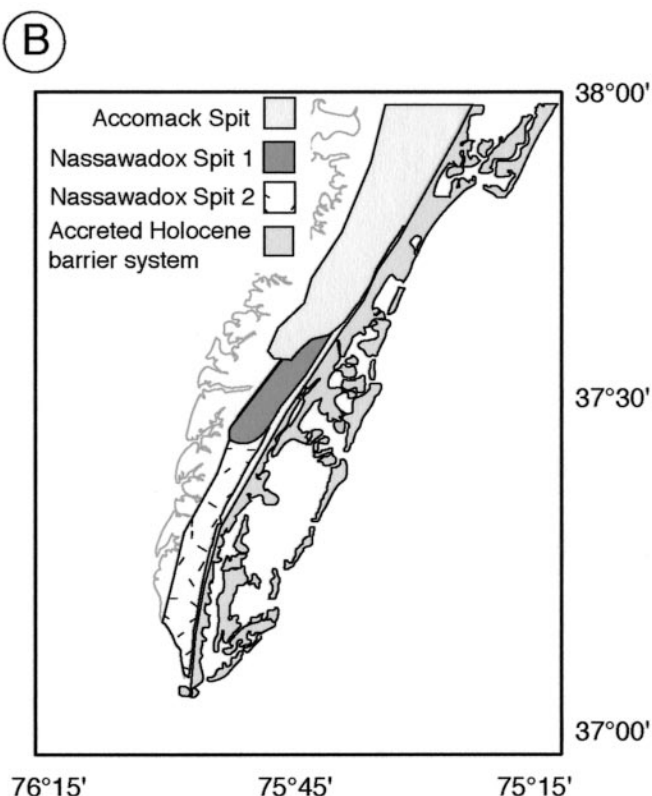 B
38°00'
Accomack Spit
Nassawadox Spit 1
Nassawadox Spit 2
Accreted Holocene
barrier system
37°30'
37°00'
76°15' 75°45' 75°15'